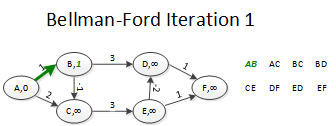 Bellman-Ford Iteration 1
A,0
1
B,1
3
D,∞
1
2
-1
-2
C,∞
3
E,∞
1
F,∞
AB AC BC BD
CE DF ED EF